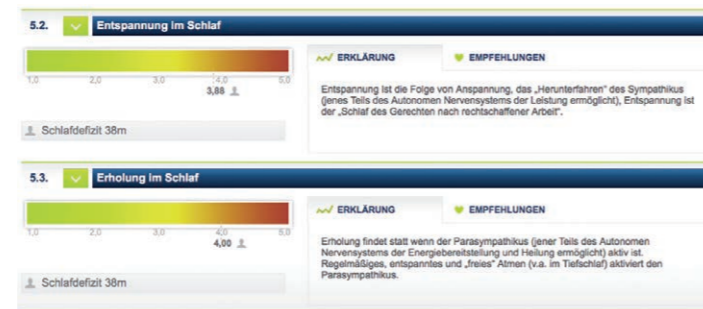 5.2. Entspannung im Schlaf
ERKLÄRUNG EMPFEHLUNGEN
1,0 2,0 3,0 4,0 5,0
3,88
Entspannung ist die Folge von Anspannung, das „Herunterfahren" des Sympathikus
(jenes Teils des Autonomen Nervensystems der Leistung ermöglicht), Entspannung ist
der „Schlaf des Gerechten nach rechtschaffener Arbeit".
Schlafdefizit 38m
5.3. Erholung im Schlaf
ERKLÄRUNG EMPFEHLUNGEN
1,0 2,0 3,0 4,0 5,0
4,00
Erholung findet statt wenn der Parasympathikus (jener Teils des Autonomen
Nervensystems der Energiebereitstellung und Heilung ermöglicht) aktiv ist.
Regelmäßiges, entspanntes und „freies" Atmen (v.a. im Tiefschlaf) aktiviert den
Parasympathikus.
Schlafdefizit 38m